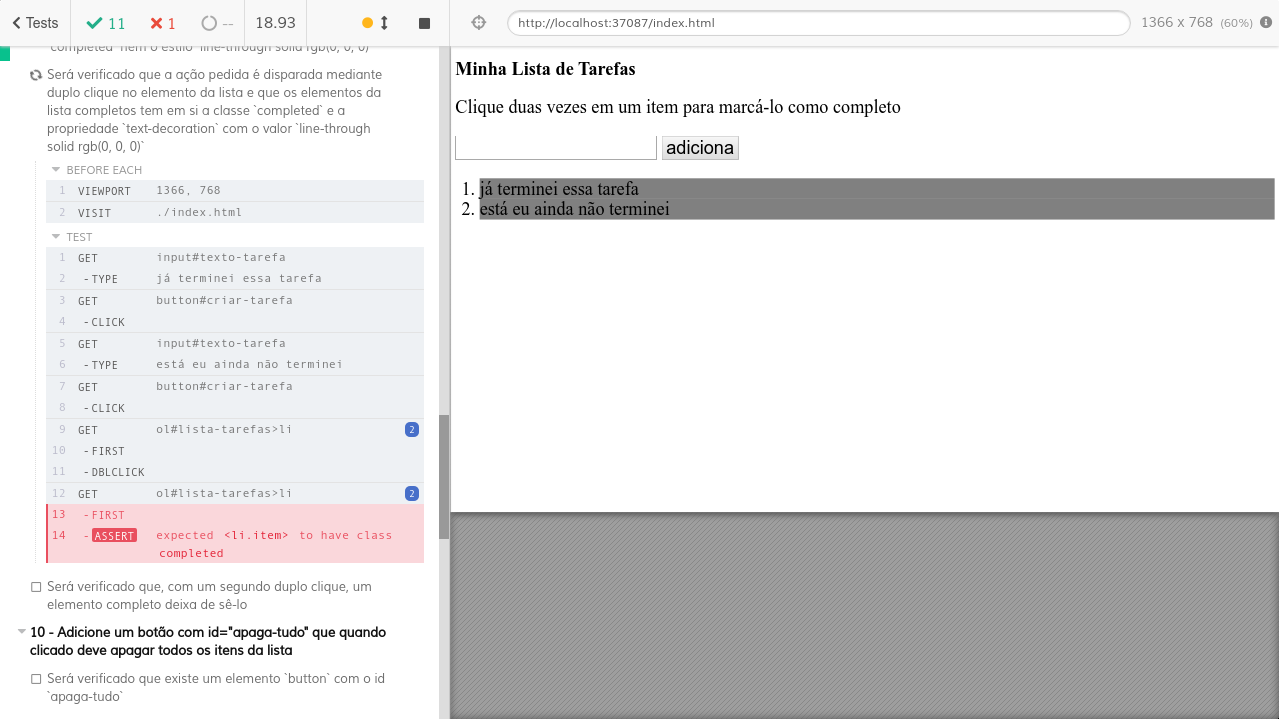 Tests
11
1
--
18.93
http://localhost:37087/index.html
1366 x 768 (60%)
`completed` nem o estilo `line-through solid rgb(0, 0, 0)`
Será verificado que a ação pedida é disparada mediante
duplo clique no elemento da lista e que os elementos da
lista completos tem em si a classe `completed` e a
propriedade `text-decoration` com o valor `line-through
solid rgb(0, 0, 0)`
BEFORE EACH
1 VIEWPORT 1366, 768
2 VISIT ./index.html
TEST
1 GET input#texto-tarefa
2 -TYPE já terminei essa tarefa
3 GET button#criar-tarefa
4 -CLICK
5 GET input#texto-tarefa
6 -TYPE está eu ainda não terminei
7 GET button#criar-tarefa
8 -CLICK
9 GET ol#lista-tarefas>li 2
10 -FIRST
11 -DBLCLICK
12 GET ol#lista-tarefas>li 2
13 -FIRST
14 -ASSERT expected <li.item> to have class
completed
Será verificado que, com um segundo duplo clique, um
elemento completo deixa de sê-lo
10 - Adicione um botão com id="apaga-tudo" que quando
clicado deve apagar todos os itens da lista
Será verificado que existe um elemento `button` com o id
`apaga-tudo`
Minha Lista de Tarefas
Clique duas vezes em um item para marcá-lo como completo
adiciona
1. já terminei essa tarefa
2. está eu ainda não terminei